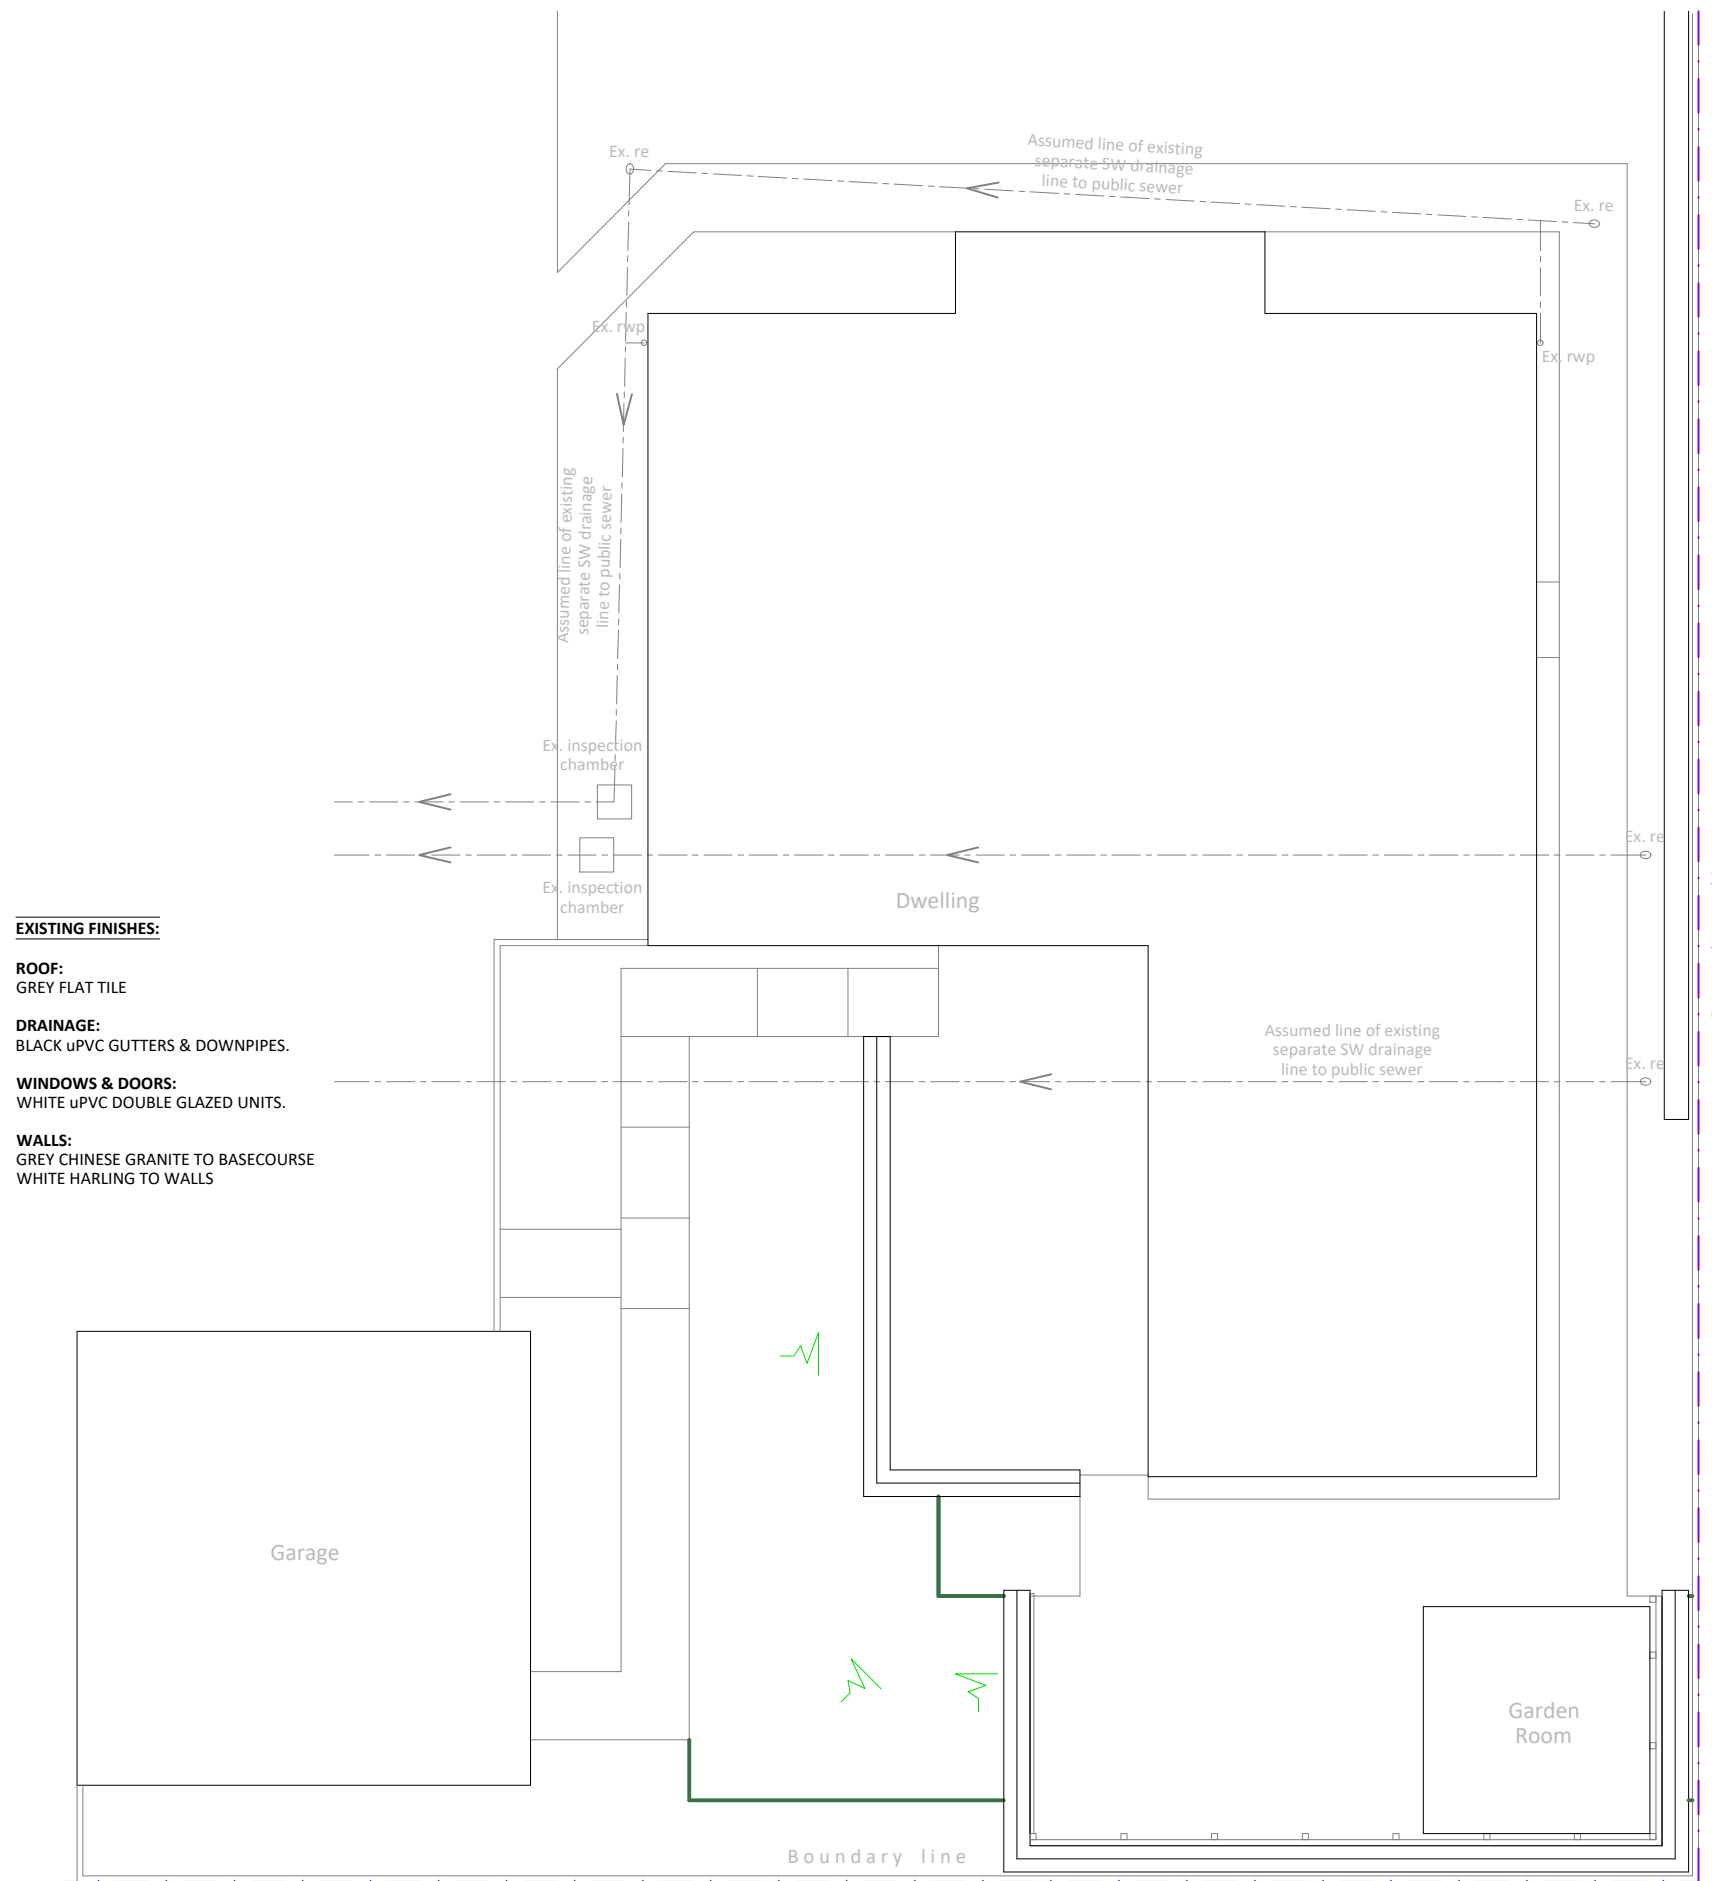 Assumed line of existing
separate SW drainage
line to public sewer
Ex. re
Ex. re
Ex. rwp
Ex. rwp
Assumed line of existing
separate SW drainage
line to public sewer
Ex. inspection
chamber
Ex. re
Ex. inspection
chamber
Dwelling
EXISTING FINISHES:
ROOF:
GREY FLAT TILE
DRAINAGE:
BLACK uPVC GUTTERS & DOWNPIPES.
WINDOWS & DOORS:
WHITE uPVC DOUBLE GLAZED UNITS.
WALLS:
GREY CHINESE GRANITE TO BASECOURSE
WHITE HARLING TO WALLS
Assumed line of existing
separate SW drainage
line to public sewer
Ex. re
Garage
Garden
Room
Boundary line